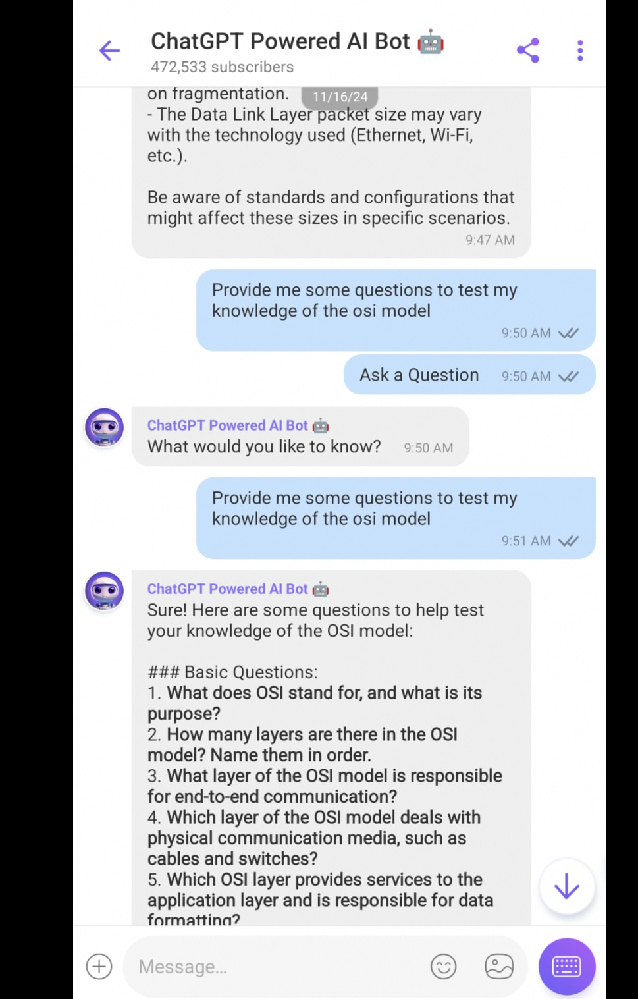 ChatGPT Powered AI Bot 🤖
472,533 subscribers
on fragmentation.
11/16/24
- The Data Link Layer packet size may vary
with the technology used (Ethernet, Wi-Fi,
etc.).
Be aware of standards and configurations that
might affect these sizes in specific scenarios.
9:47 AM
Provide me some questions to test my
knowledge of the osi model
9:50 AM
Ask a Question 9:50 AM
ChatGPT Powered AI Bot 🤖
What would you like to know? 9:50 AM
Provide me some questions to test my
knowledge of the osi model
9:51 AM
ChatGPT Powered AI Bot 🤖
Sure! Here are some questions to help test
your knowledge of the OSI model:
### Basic Questions:
1. What does OSI stand for, and what is its
purpose?
2. How many layers are there in the OSI
model? Name them in order.
3. What layer of the OSI model is responsible
for end-to-end communication?
4. Which layer of the OSI model deals with
physical communication media, such as
cables and switches?
5. Which OSI layer provides services to the
application layer and is responsible for data
formatting?
Message...